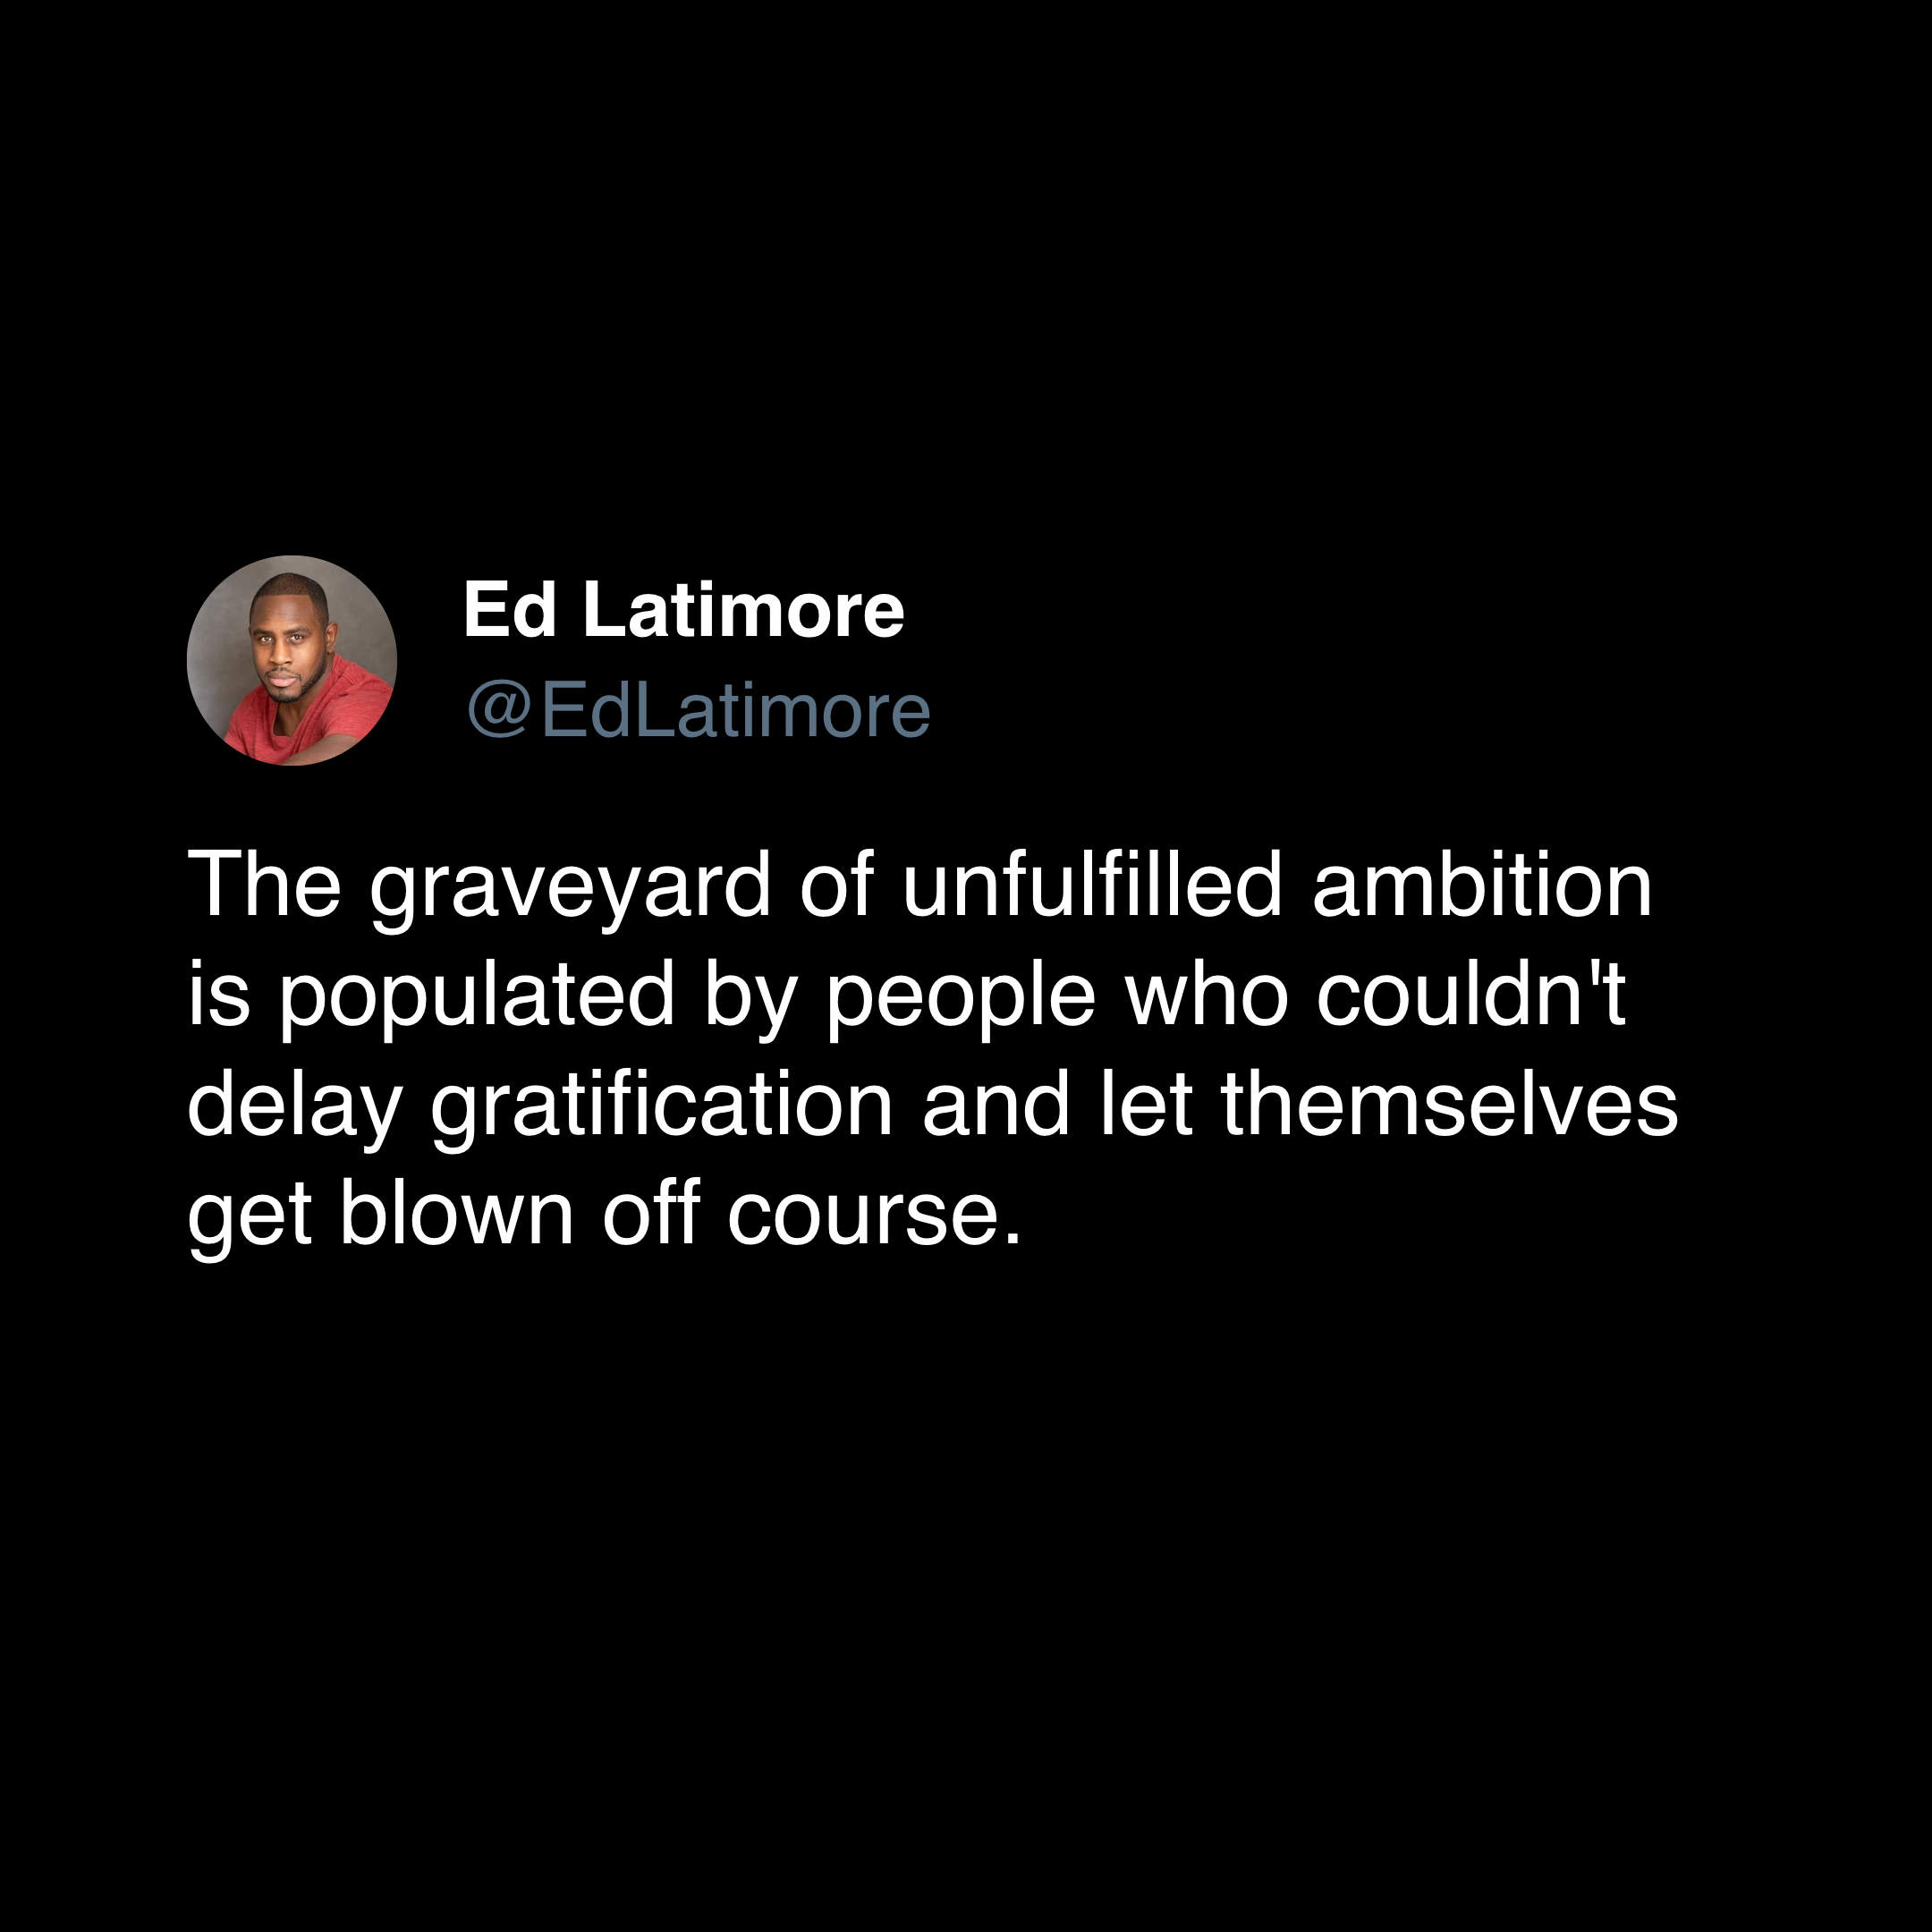 Ed Latimore
@EdLatimore
The graveyard of unfulfilled ambition
is populated by people who couldn't
delay gratification and let themselves
get blown off course.